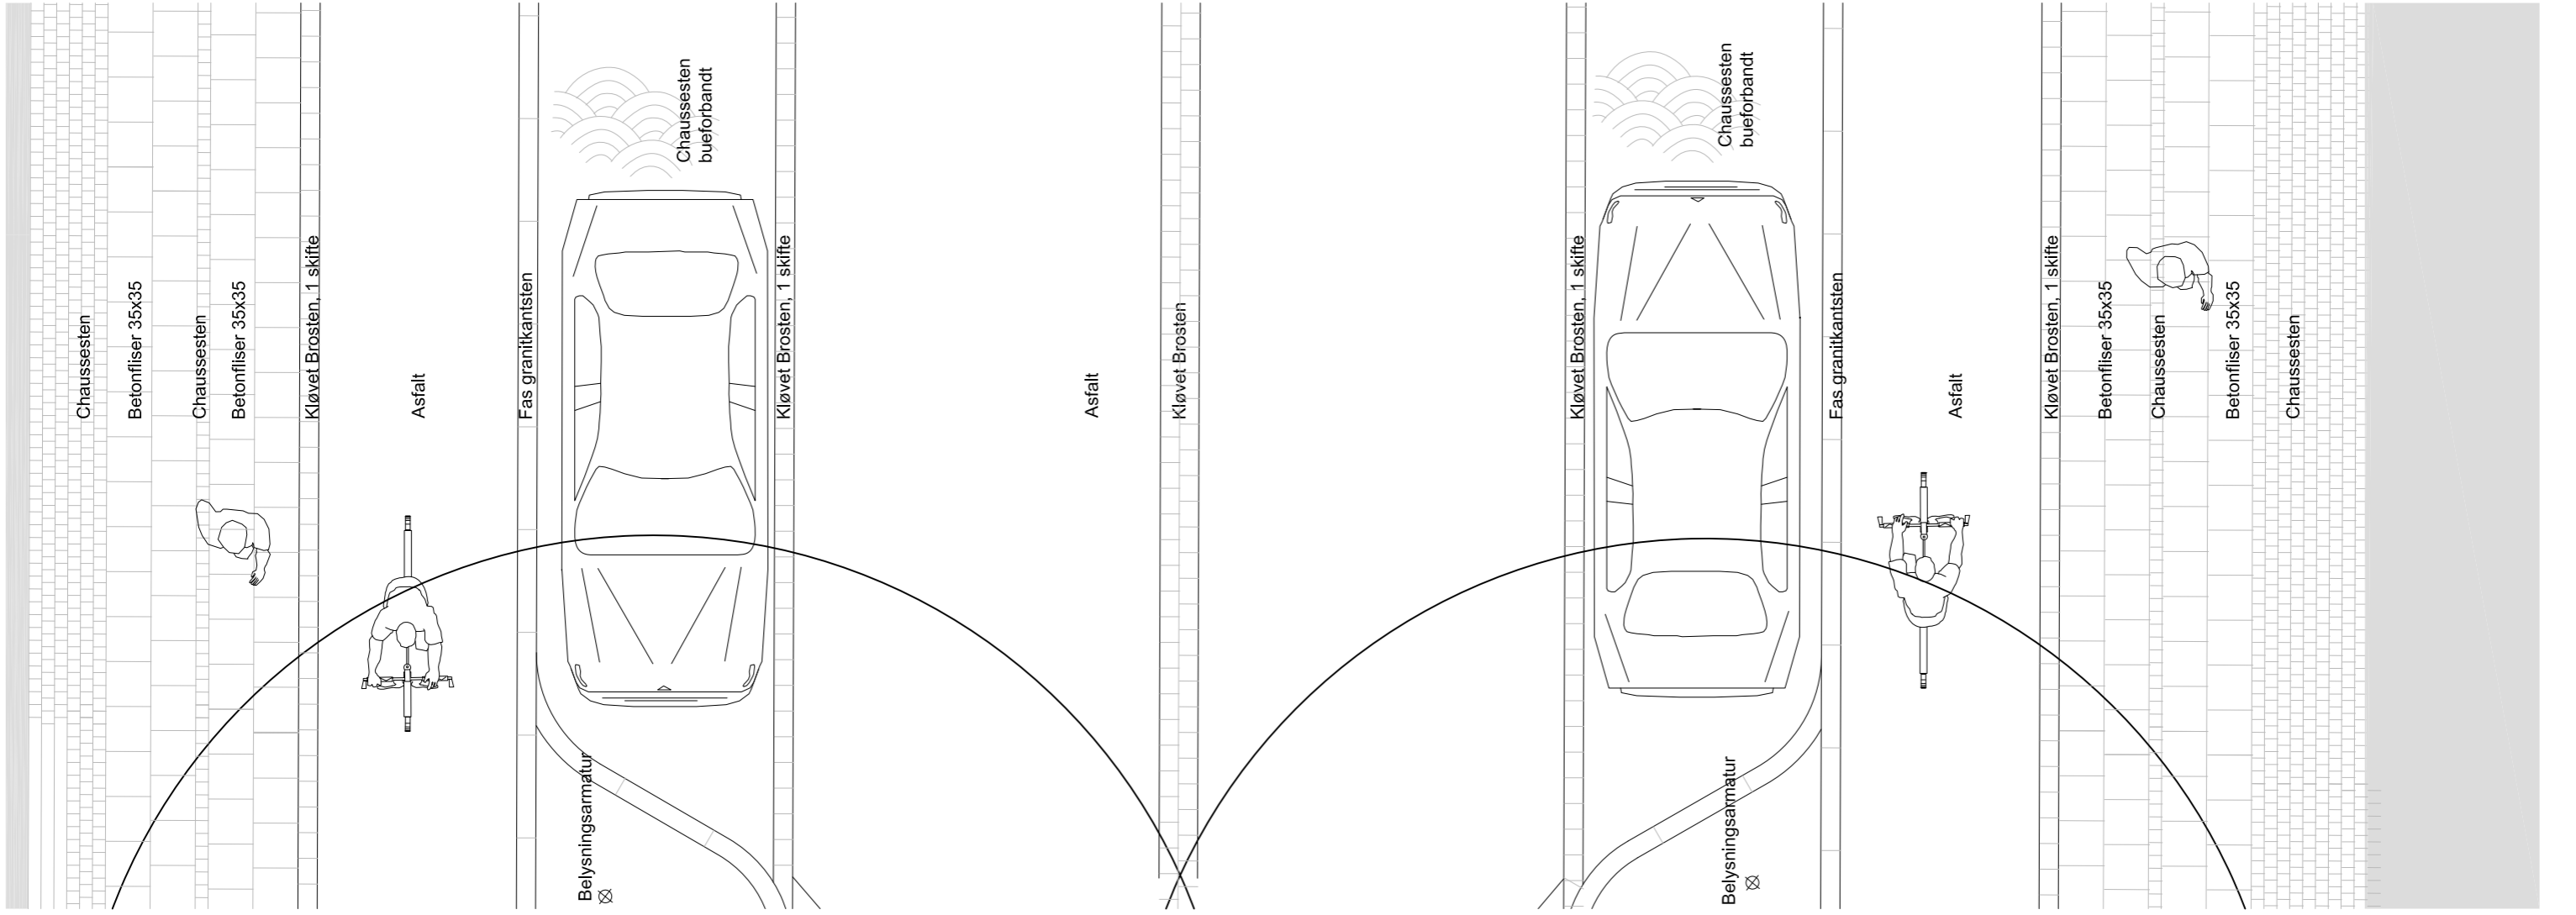 Chaussesten
Betonfliser 35x35
Chaussesten
Betonfliser 35x35
Kløvet Brosten, 1 skifte
Asfalt
Fas granitkantsten
Belysningsarmatur
Chaussesten
bueforbandt
Kløvet Brosten, 1 skifte
Asfalt
Kløvet Brosten
Kløvet Brosten, 1 skifte
Chaussesten
bueforbandt
Belysningsarmatur
Fas granitkantsten
Asfalt
Kløvet Brosten, 1 skifte
Betonfliser 35x35
Chaussesten
Betonfliser 35x35
Chaussesten